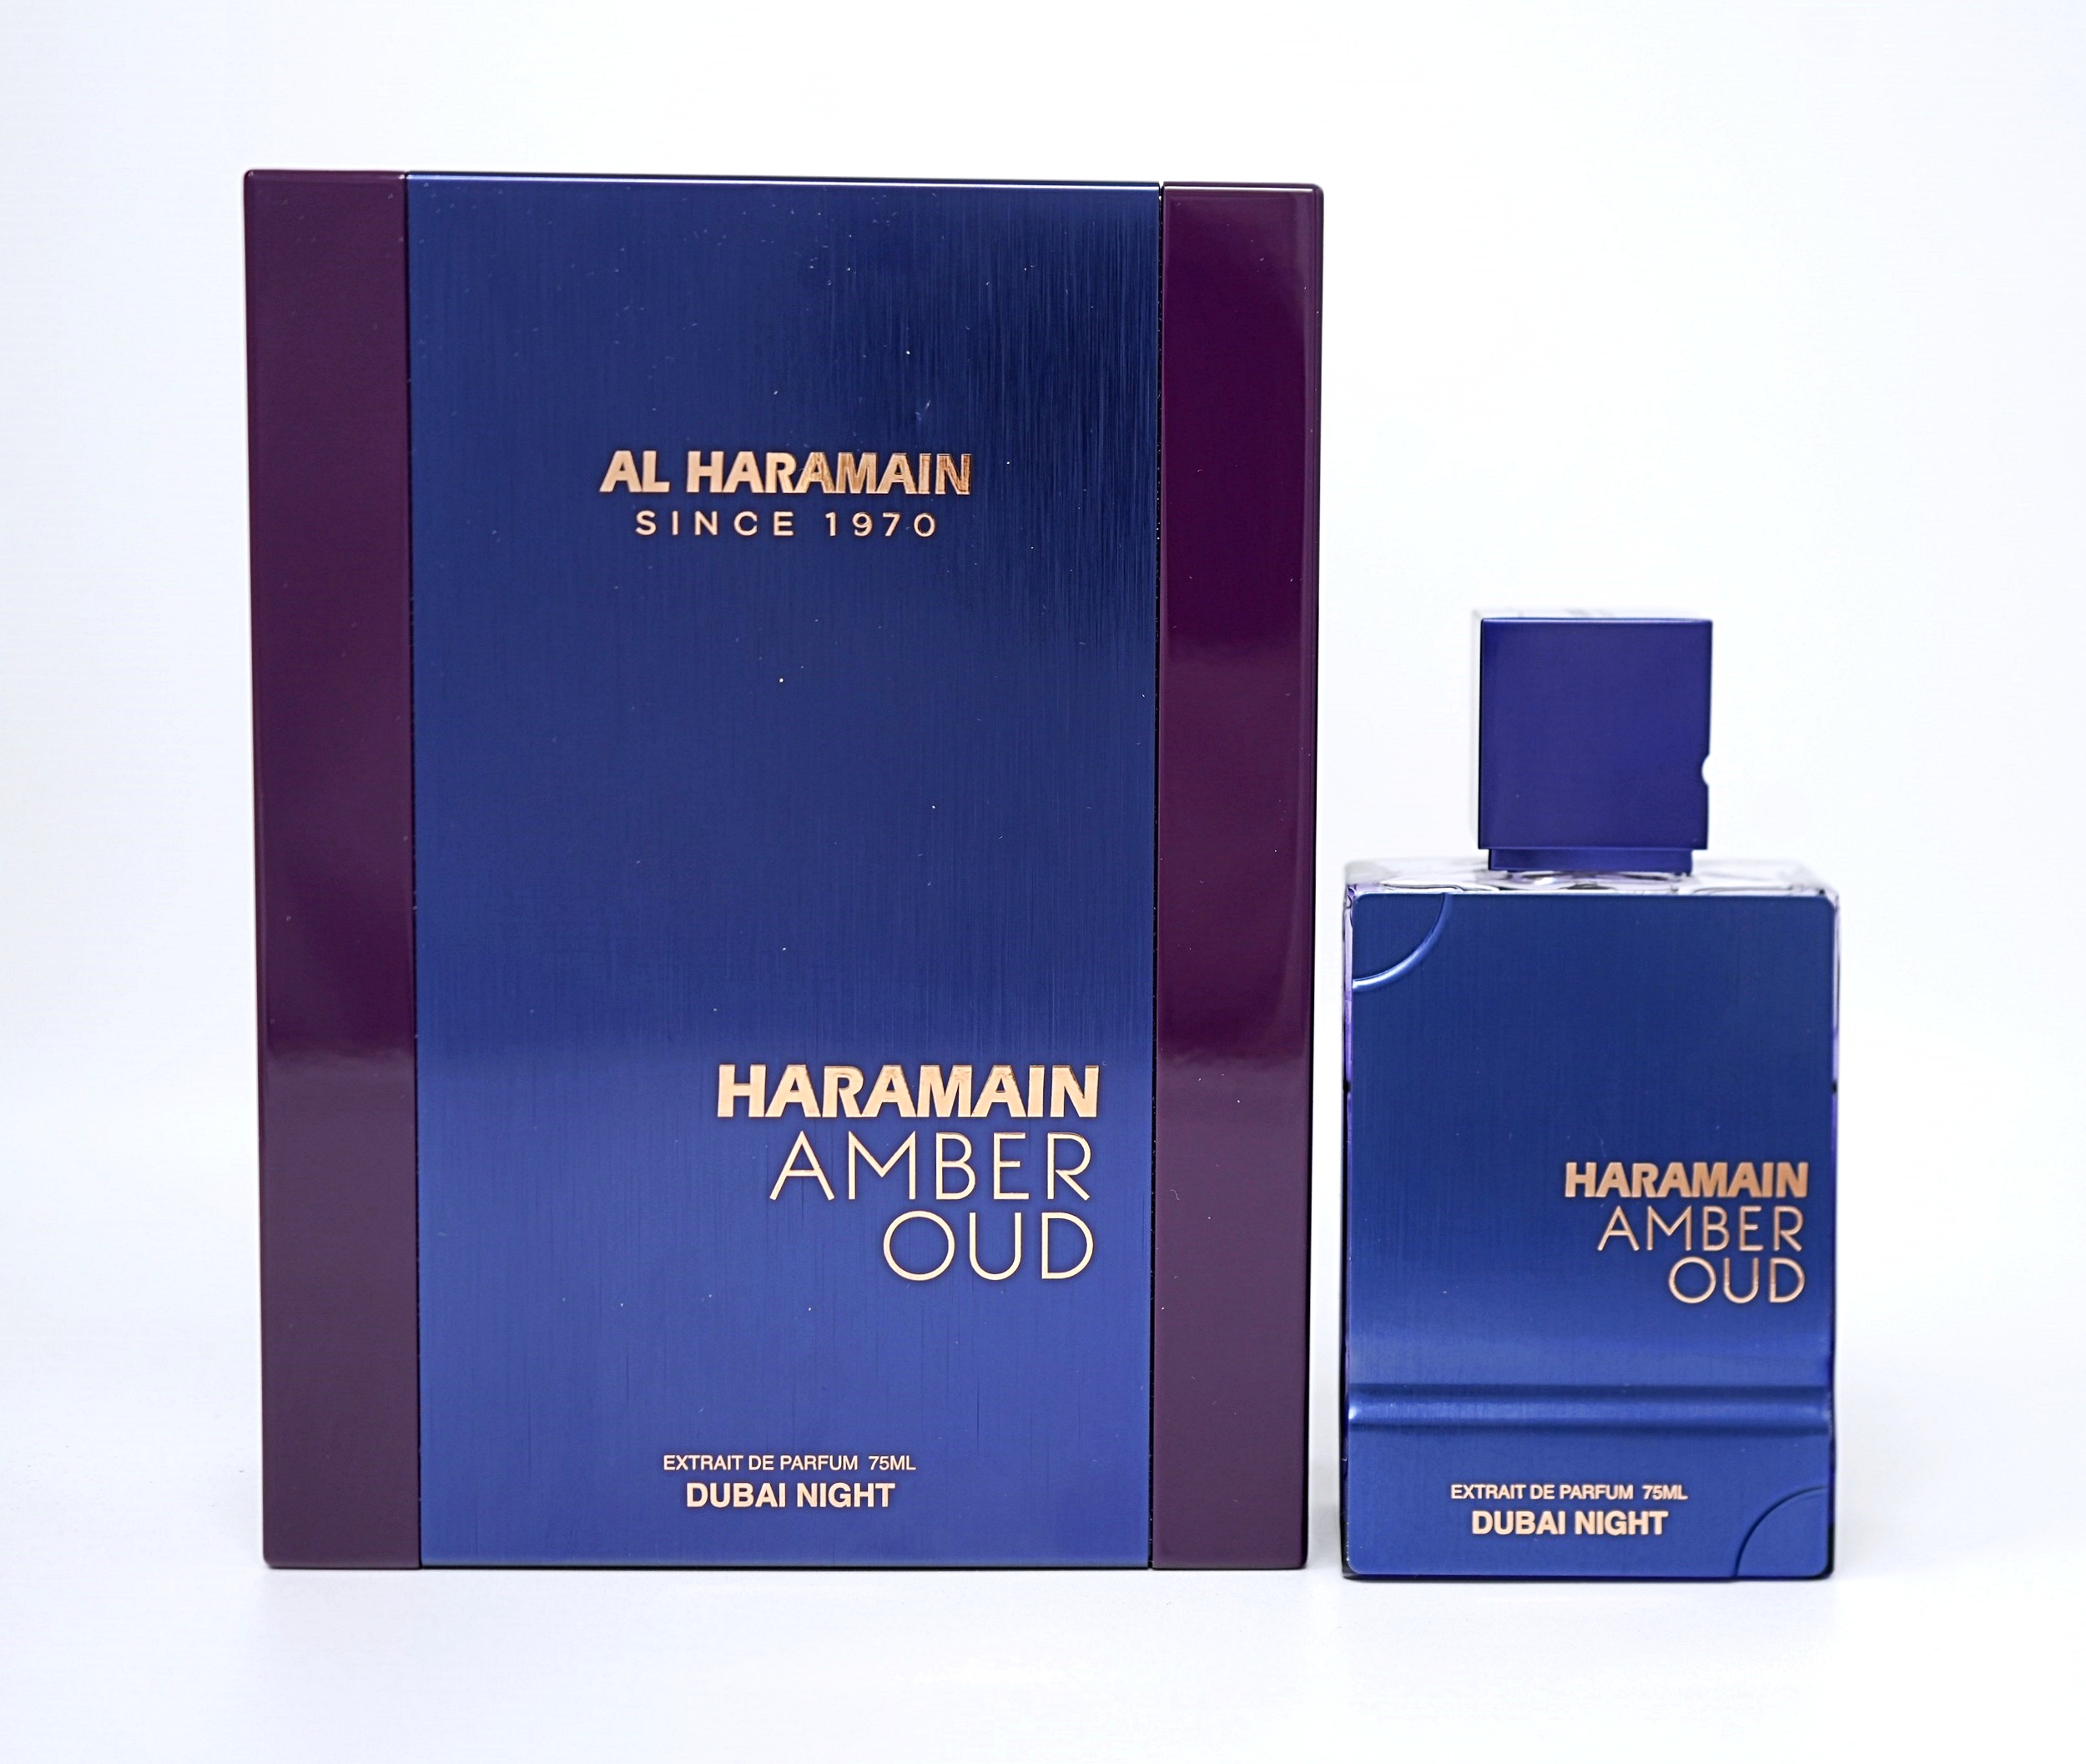 AL HARAMAIN
SINCE 1970
HARAMAIN
AMBER
OUD
EXTRAIT DE PARFUM 75ML
DUBAI NIGHT
HARAMAIN
AMBER
OUD
EXTRAIT DE PARFUM 75ML
DUBAI NIGHT